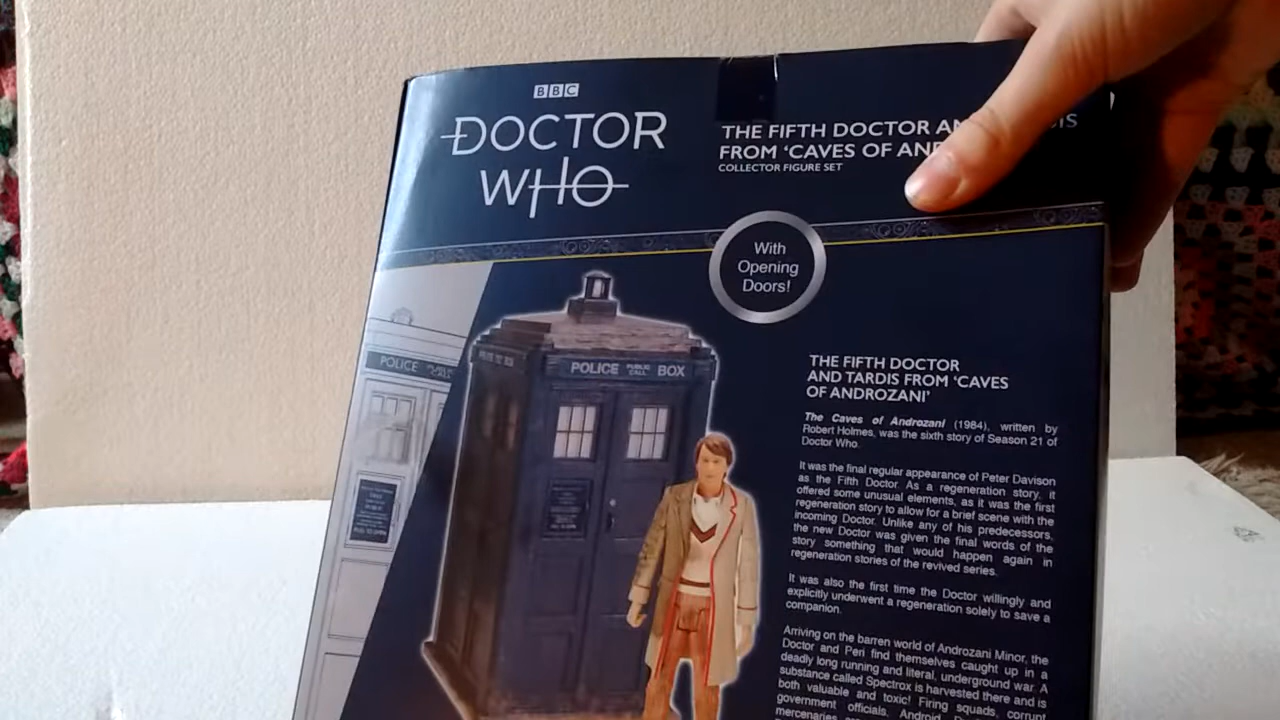 BBC
DOCTOR
WHO
THE FIFTH DOCTOR
FROM 'CAVES OF
COLLECTOR FIGURE SET
With
Opening
Doors!
POLICE
POLICE PUBLIC CALL BOX
THE FIFTH DOCTOR
AND TARDIS FROM 'CAVES
OF ANDROZANI'
The Caves of Androzani (1984), written by
Robert Holmes, was the sixth story of Season 21 of
Doctor Who.
It was the final regular appearance of Peter Davison
as the Fifth Doctor. As a regeneration story, it
offered some unusual elements, as it was the first
regeneration story to allow for a brief scene with the
incoming Doctor. Unlike any of his predecessors,
the new Doctor was given the final words of the
story something that would happen again in
regeneration stories of the revived series.
It was also the first time the Doctor willingly and
explicitly underwent a regeneration solely to save a
companion.
Arriving on the barren world of Androzani Minor, the
Doctor and Peri find themselves caught up in a
deadly long running and literal, underground war. A
substance called Spectrox is harvested there and is
both valuable and toxic! Firing squads, corrupt
government officials, Android
mercenaries